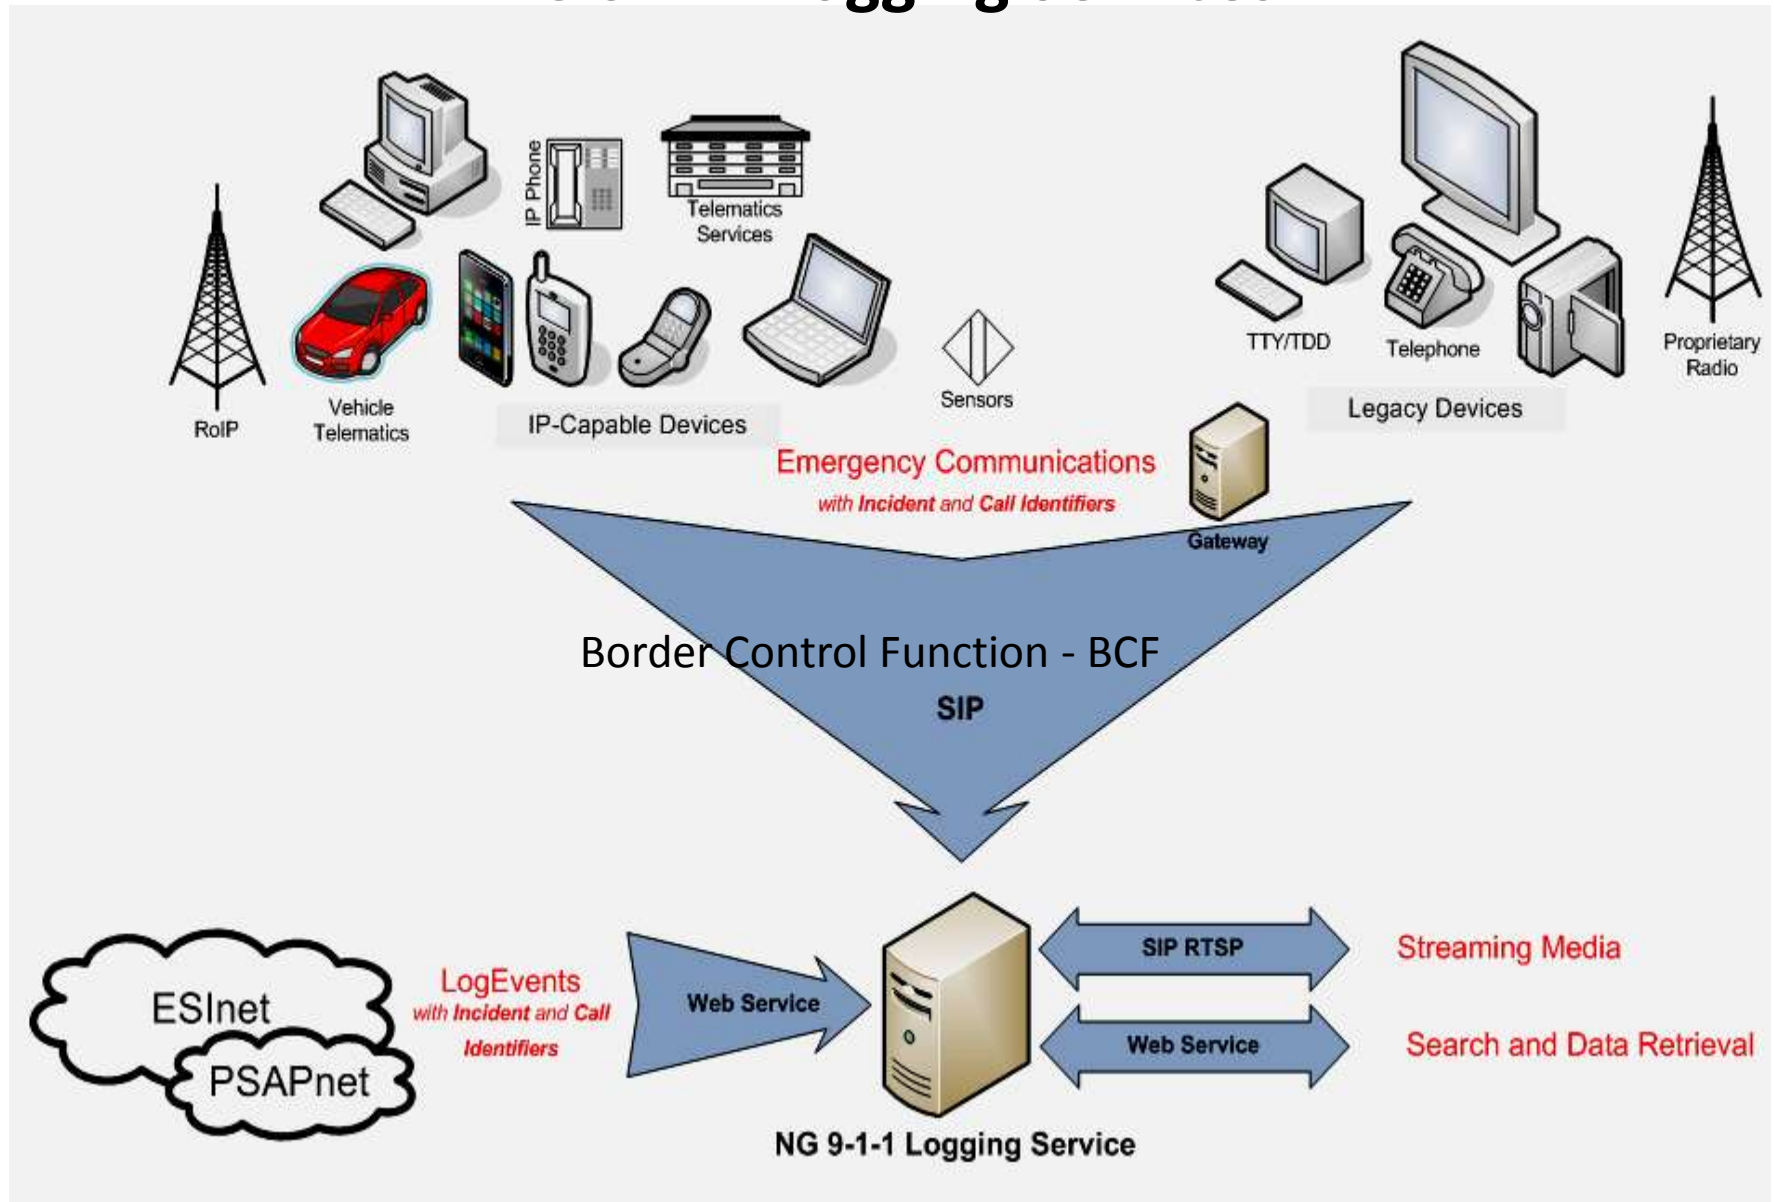 IP Phone
Telematics
Services
RoIP
Vehicle
Telematics
IP-Capable Devices
Sensors
TTY/TDD
Telephone
Legacy Devices
Proprietary
Radio
Emergency Communications
with Incident and Call Identifiers
Gateway
Border Control Function - BCF
SIP
ESInet
PSAPnet
LogEvents
with Incident and Call
Identifiers
Web Service
SIP RTSP
Streaming Media
Web Service
Search and Data Retrieval
NG 9-1-1 Logging Service